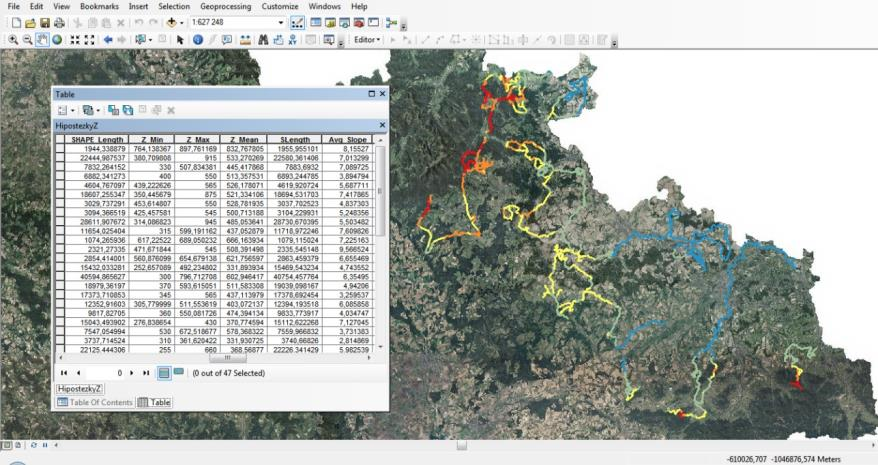 File Edit View Bookmarks Insert Selection Geoprocessing Customize Windows Help
1:627 248
Editor
Table
HipostezkyZ
SHAPE_Length Z_Min Z_Max Z_Mean SLength Avg_Slope
1944,338879 764,138367 897,761169 832,767805 1955,955101 8,15527
22444,987537 380,709808 915 533,270269 22580,361406 7,013299
7832,264152 330 507,834381 445,417868 7883,6932 7,089725
6882,341273 400 550 513,357531 6893,244785 3,894794
4604,767097 439,222626 565 526,178071 4619,920724 5,687711
18607,255347 350,445679 875 521,334106 18694,531703 7,417865
3029,737291 453,614807 550 528,781935 3037,702523 4,837303
3094,366519 425,457581 545 500,713188 3104,229931 5,248356
28611,907672 314,086823 945 485,053641 28730,670395 5,503482
11654,025404 315 599,191162 437,052879 11718,972246 7,609826
1074,265936 617,22522 689,050232 666,163934 1079,115024 7,225163
2321,27335 471,671844 545 508,391498 2335,545148 9,566524
2854,414001 560,876099 654,679138 621,756597 2863,459379 6,655469
15432,033281 252,657089 492,234802 331,893934 15469,543234 4,743552
40594,865627 300 796,712708 602,946417 40754,457764 6,35495
18979,36197 370 593,615051 511,583308 19039,098167 4,94206
17373,710853 345 565 437,113979 17378,692454 3,259537
12352,91603 305,779999 511,553619 403,072137 12394,193518 6,085858
9817,82705 360 550,081726 474,394134 9833,773917 4,034747
15043,493902 276,838654 430 370,774594 15112,622268 7,127045
7547,054994 530 672,518677 578,368322 7559,966832 3,731383
3737,714524 310 361,620422 331,930725 3740,66826 2,814869
22125,444306 255 660 368,56877 22226,341429 5,982539
0 (0 out of 47 Selected)
HipostezkyZ
Table Of Contents Table
-610026,707 -1046876,574 Meters